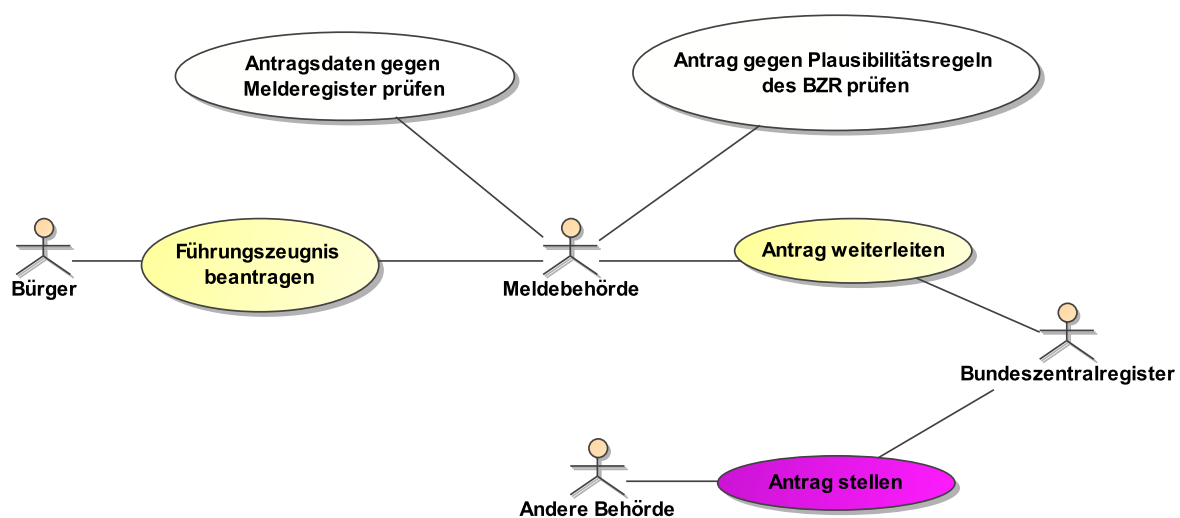 Antragsdaten gegen
Melderegister prüfen
Antrag gegen Plausibilitätsregeln
des BZR prüfen
Führungszeugnis
beantragen
Antrag weiterleiten
Bürger
Meldebehörde
Bundeszentralregister
Antrag stellen
Andere Behörde